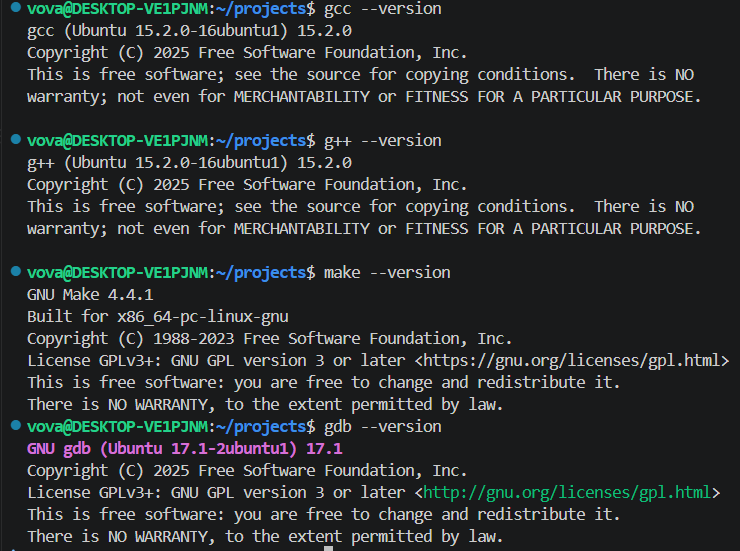 vova@DESKTOP-VE1PJNM:~/projects$ gcc --version
gcc (Ubuntu 15.2.0-16ubuntu1) 15.2.0
Copyright (C) 2025 Free Software Foundation, Inc.
This is free software; see the source for copying conditions.  There is NO
warranty; not even for MERCHANTABILITY or FITNESS FOR A PARTICULAR PURPOSE.

vova@DESKTOP-VE1PJNM:~/projects$ g++ --version
g++ (Ubuntu 15.2.0-16ubuntu1) 15.2.0
Copyright (C) 2025 Free Software Foundation, Inc.
This is free software; see the source for copying conditions.  There is NO
warranty; not even for MERCHANTABILITY or FITNESS FOR A PARTICULAR PURPOSE.

vova@DESKTOP-VE1PJNM:~/projects$ make --version
GNU Make 4.4.1
Built for x86_64-pc-linux-gnu
Copyright (C) 1988-2023 Free Software Foundation, Inc.
License GPLv3+: GNU GPL version 3 or later <https://gnu.org/licenses/gpl.html>
This is free software: you are free to change and redistribute it.
There is NO WARRANTY, to the extent permitted by law.
vova@DESKTOP-VE1PJNM:~/projects$ gdb --version
GNU gdb (Ubuntu 17.1-2ubuntu1) 17.1
Copyright (C) 2025 Free Software Foundation, Inc.
License GPLv3+: GNU GPL version 3 or later <http://gnu.org/licenses/gpl.html>
This is free software: you are free to change and redistribute it.
There is NO WARRANTY, to the extent permitted by law.